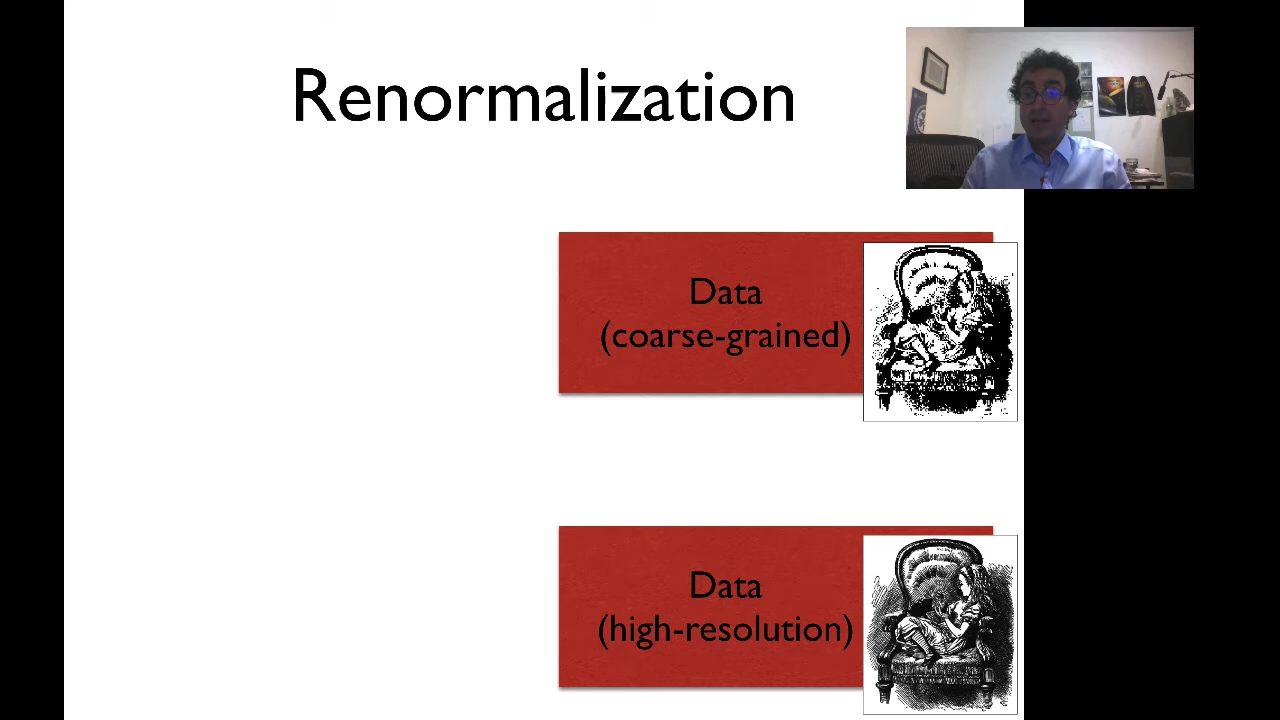 Renormalization
Data
(coarse-grained)
Data
(high-resolution)